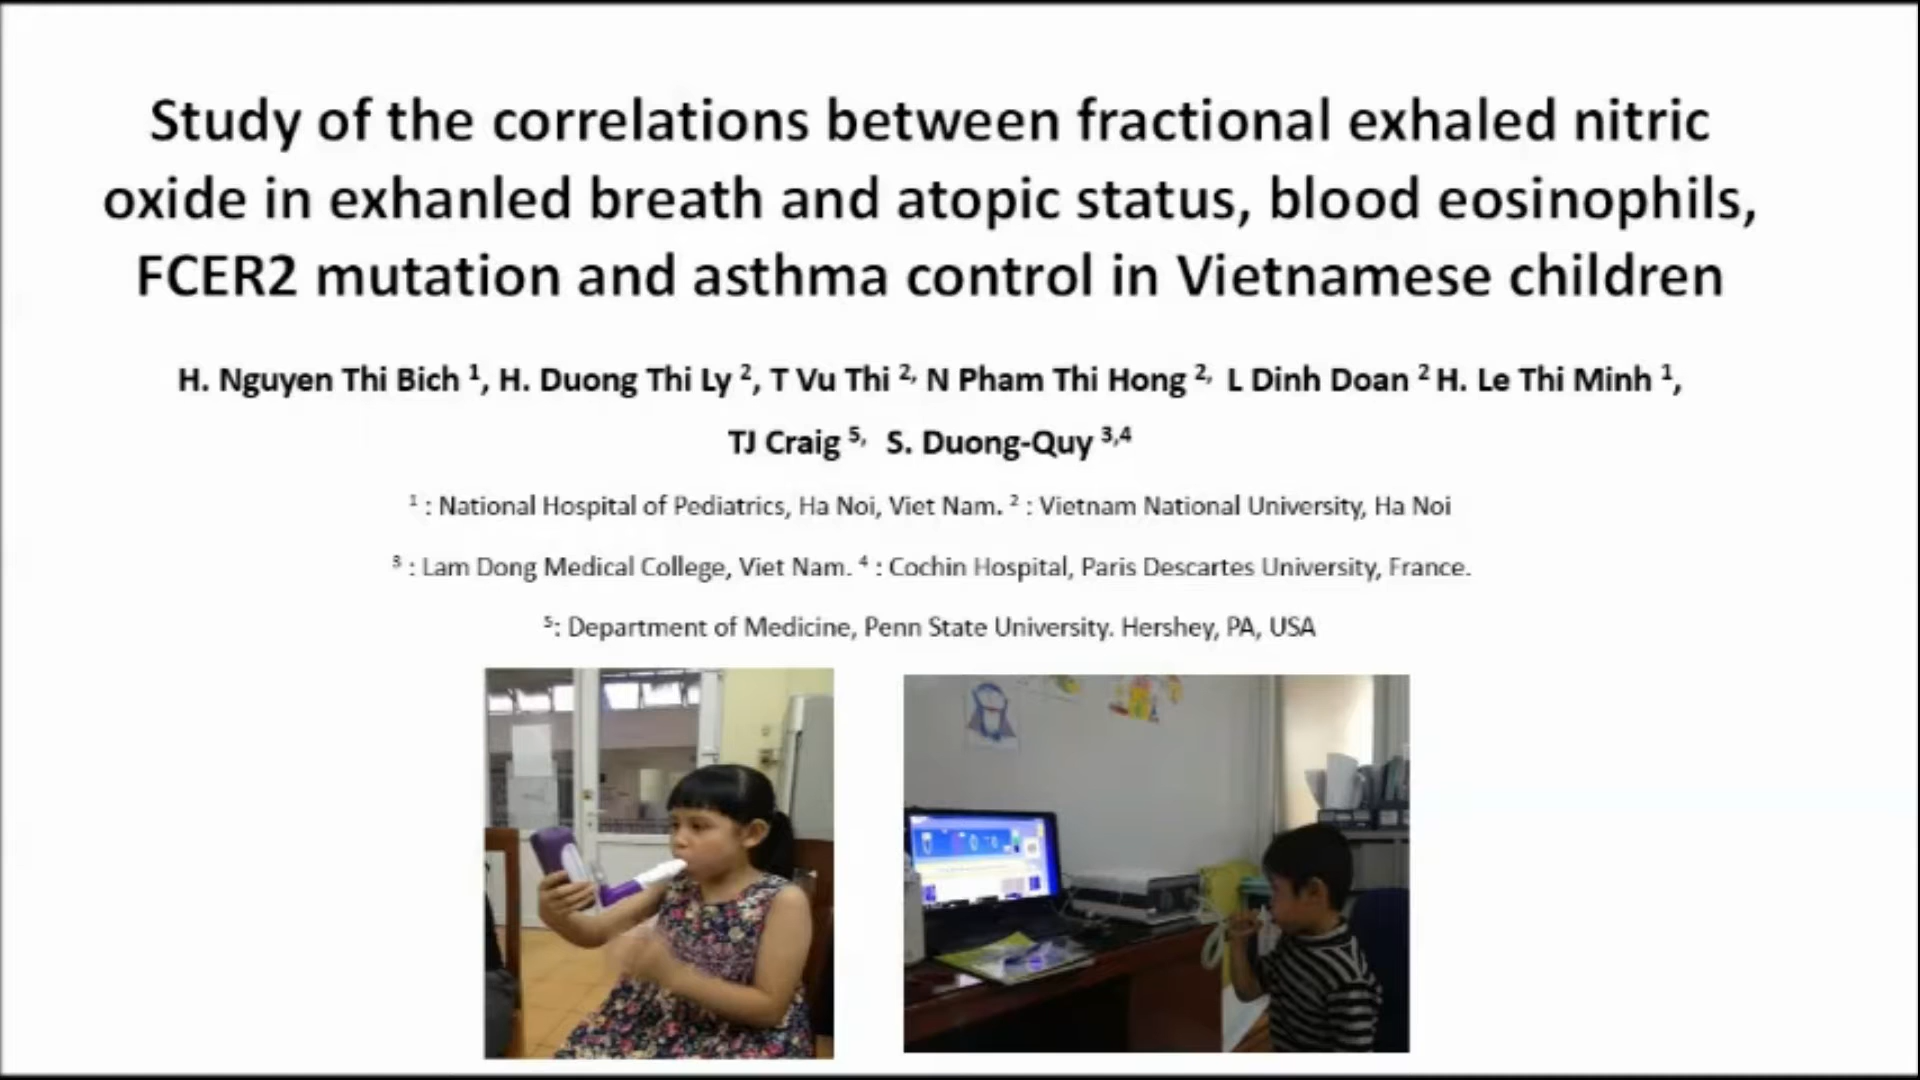 Study of the correlations between fractional exhaled nitric
oxide in exhanled breath and atopic status, blood eosinophils,
FCER2 mutation and asthma control in Vietnamese children
H. Nguyen Thi Bich ¹, H. Duong Thi Ly ², T Vu Thi ², N Pham Thi Hong ², L Dinh Doan ² H. Le Thi Minh ¹,
TJ Craig ⁵, S. Duong-Quy ³,⁴
¹ : National Hospital of Pediatrics, Ha Noi, Viet Nam. ² : Vietnam National University, Ha Noi
³ : Lam Dong Medical College, Viet Nam. ⁴ : Cochin Hospital, Paris Descartes University, France.
⁵: Department of Medicine, Penn State University. Hershey, PA, USA